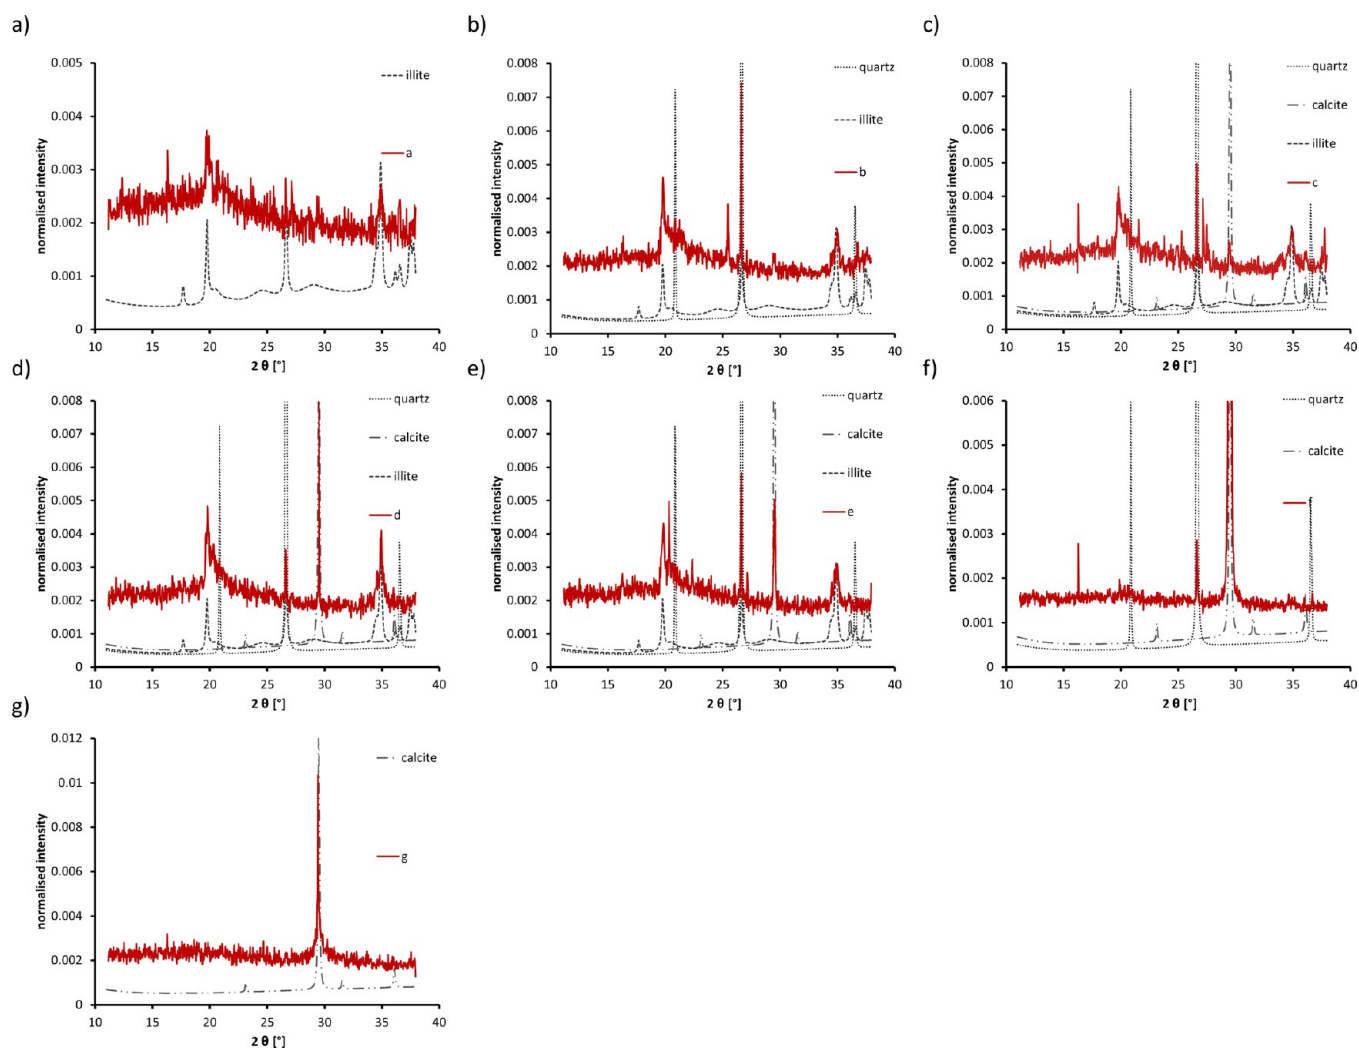 a)
0.005
0.004
0.003
0.002
0.001
0
normalised intensity
10 15 20 25 30 35 40
2 θ [°]
illite
a
b)
0.008
0.007
0.006
0.005
0.004
0.003
0.002
0.001
0
normalised intensity
10 15 20 25 30 35 40
2 θ [°]
quartz
illite
b
c)
0.008
0.007
0.006
0.005
0.004
0.003
0.002
0.001
0
normalised intensity
10 15 20 25 30 35 40
2 θ [°]
quartz
calcite
illite
c
d)
0.008
0.007
0.006
0.005
0.004
0.003
0.002
0.001
0
normalised intensity
10 15 20 25 30 35 40
2 θ [°]
quartz
calcite
illite
d
e)
0.008
0.007
0.006
0.005
0.004
0.003
0.002
0.001
0
normalised intensity
10 15 20 25 30 35 40
2 θ [°]
quartz
calcite
illite
e
f)
0.006
0.005
0.004
0.003
0.002
0.001
0
normalised intensity
10 15 20 25 30 35 40
2 θ [°]
quartz
calcite
f
g)
0.012
0.01
0.008
0.006
0.004
0.002
0
normalised intensity
10 15 20 25 30 35 40
2 θ [°]
calcite
g